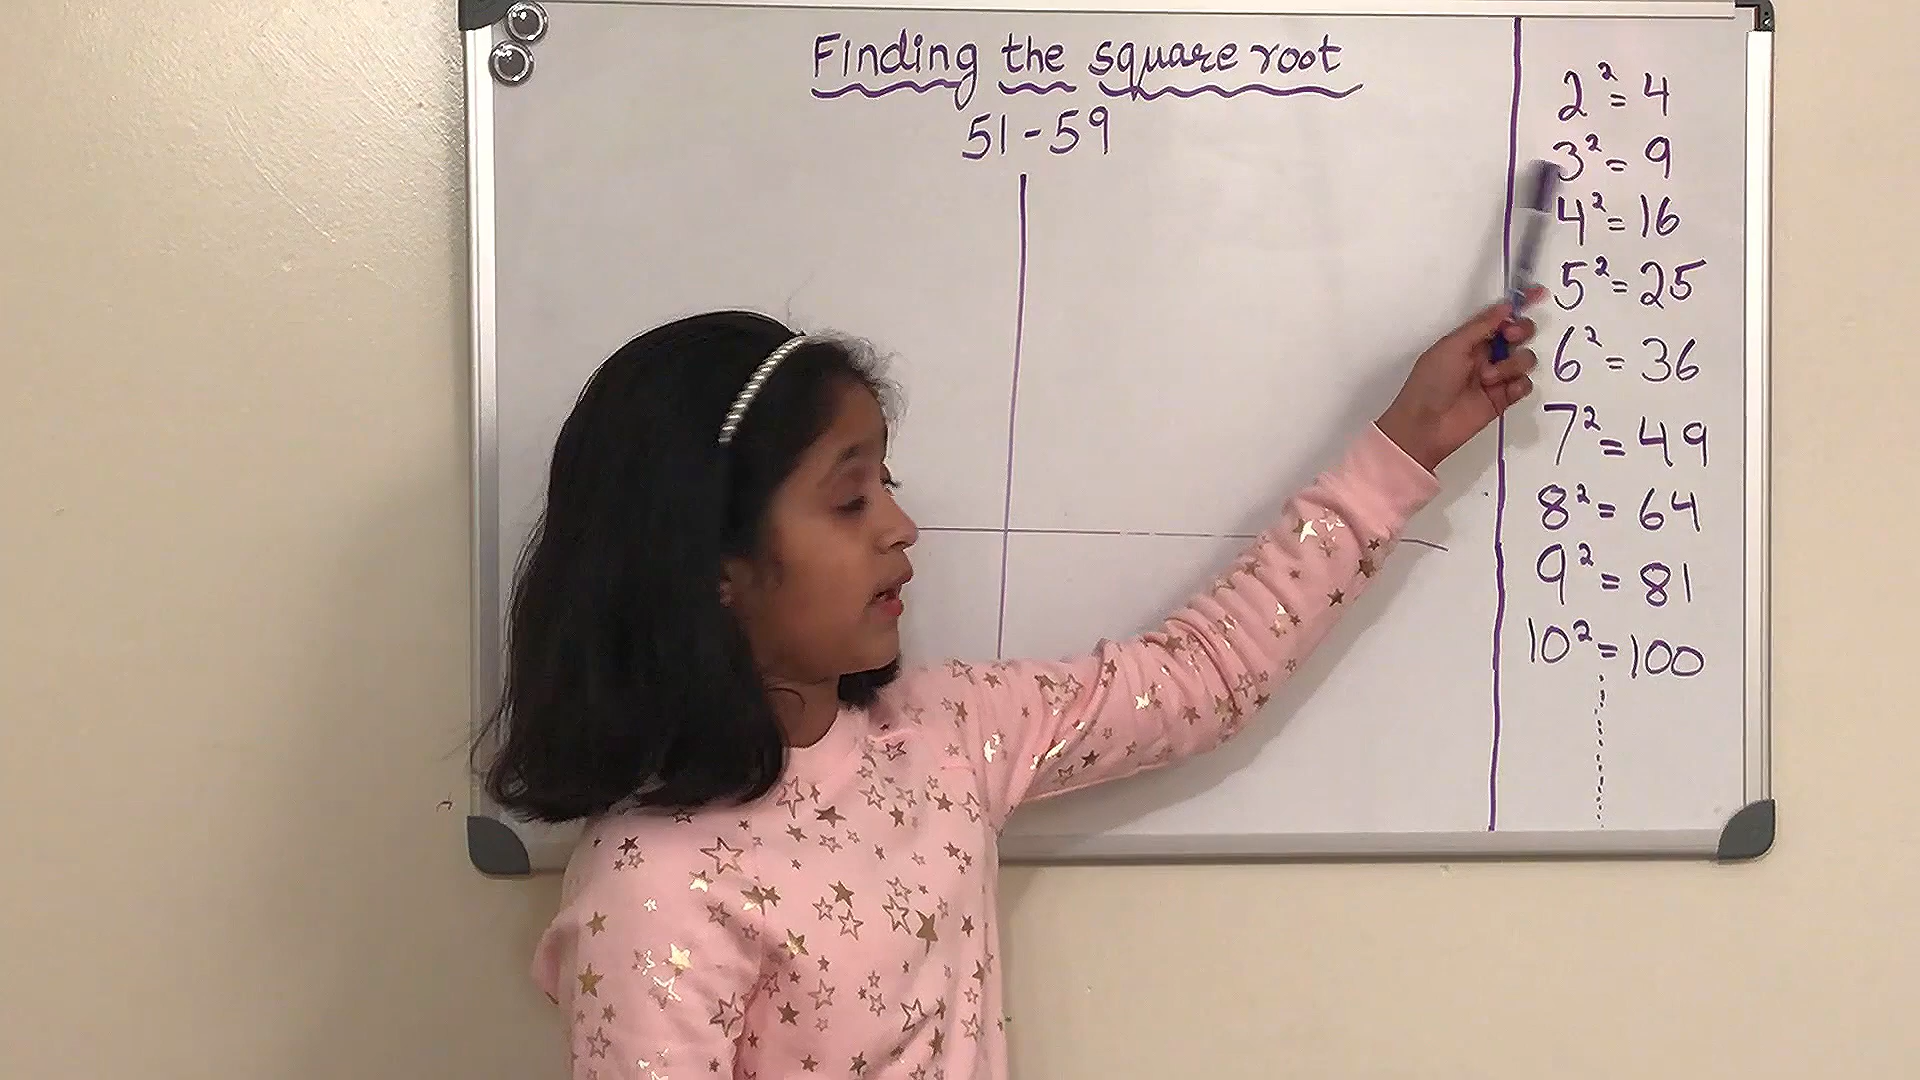 Finding the square root
51-59
2² = 4
3² = 9
4² = 16
5² = 25
6² = 36
7² = 49
8² = 64
9² = 81
10² = 100